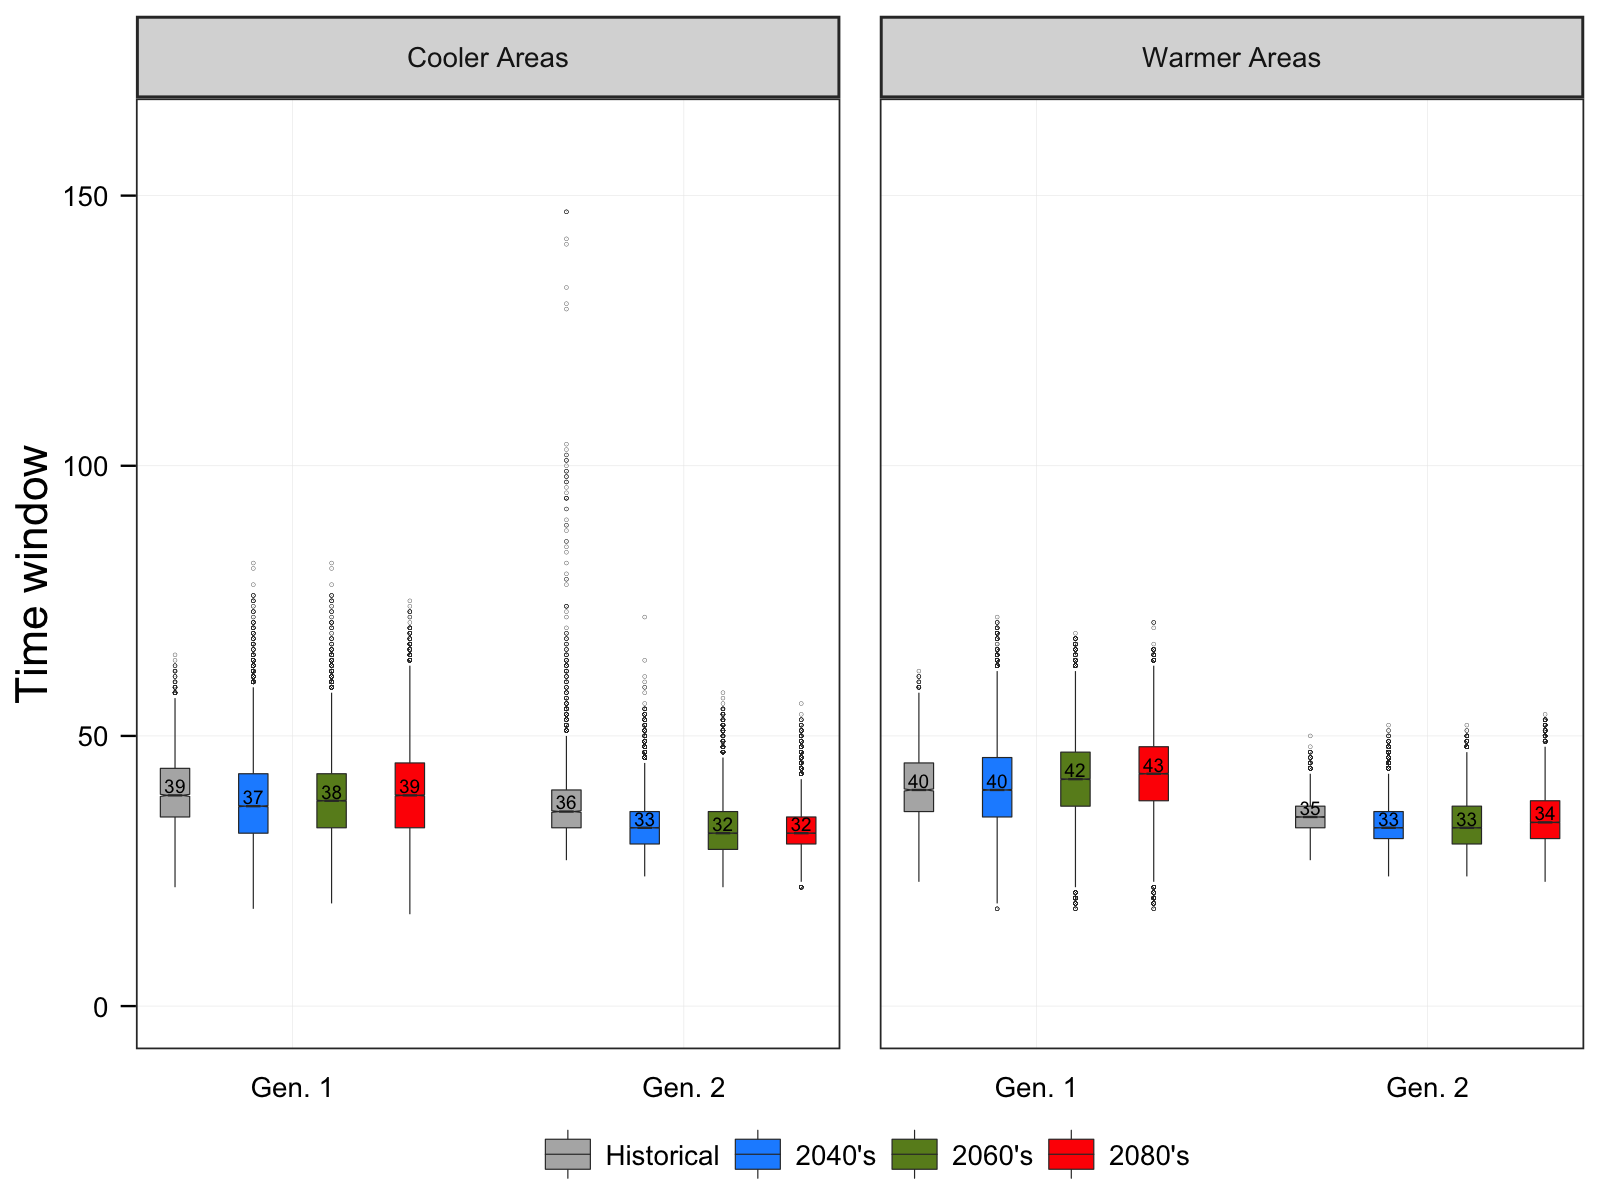 Cooler Areas
Warmer Areas
Time window
150
100
50
0
39
37
38
39
36
33
32
32
40
40
42
43
35
33
33
34
Gen. 1
Gen. 2
Gen. 1
Gen. 2
Historical
2040's
2060's
2080's